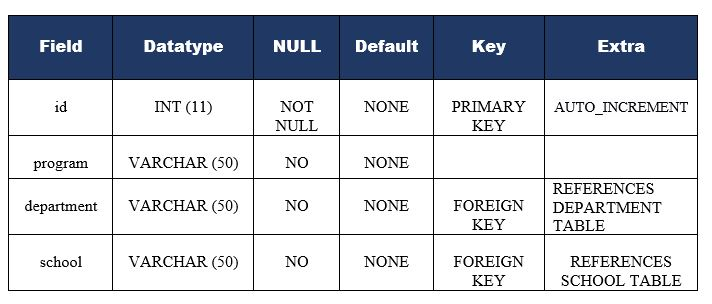 Field Datatype NULL Default Key Extra
id INT (11) NOT NULL NONE PRIMARY KEY AUTO_INCREMENT
program VARCHAR (50) NO NONE
department VARCHAR (50) NO NONE FOREIGN KEY REFERENCES DEPARTMENT TABLE
school VARCHAR (50) NO NONE FOREIGN KEY REFERENCES SCHOOL TABLE